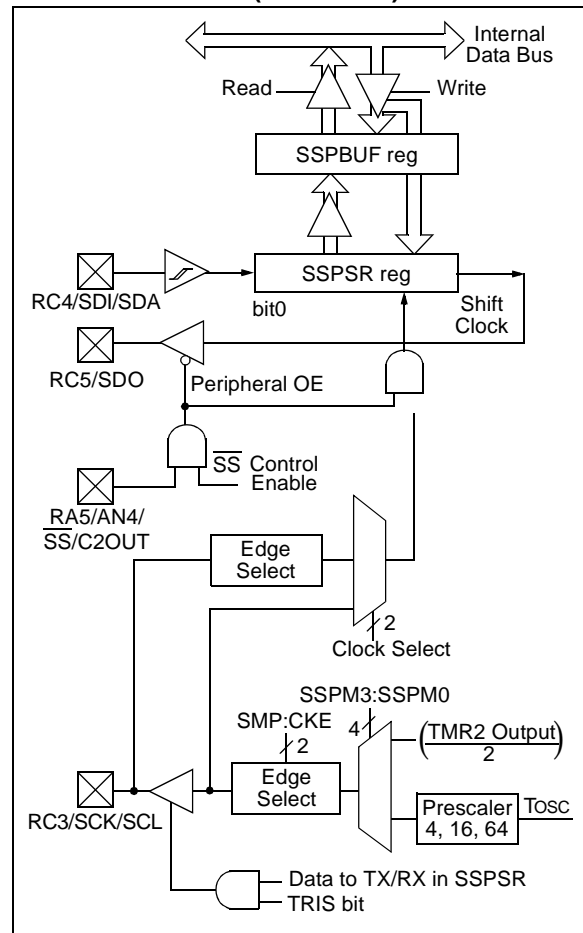 Internal
Data Bus
Read
Write
SSPBUF reg
SSPSR reg
RC4/SDI/SDA
bit0
Shift
Clock
RC5/SDO
Peripheral OE
SS Control
Enable
RA5/AN4/
SS/C2OUT
Edge
Select
2
Clock Select
SSPM3:SSPM0
SMP:CKE
4
2
(TMR2 Output)
2
Edge
Select
Prescaler
4, 16, 64
TOSC
RC3/SCK/SCL
Data to TX/RX in SSPSR
TRIS bit